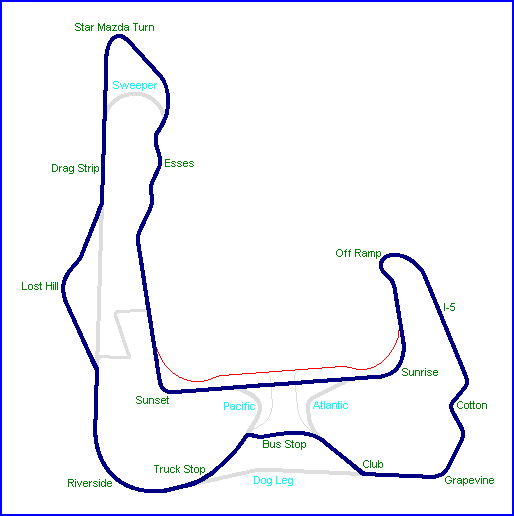 Star Mazda Turn
Sweeper
Drag Strip
Esses
Off Ramp
Lost Hill
I-5
Sunrise
Sunset
Pacific
Atlantic
Cotton
Bus Stop
Truck Stop
Club
Riverside
Dog Leg
Grapevine